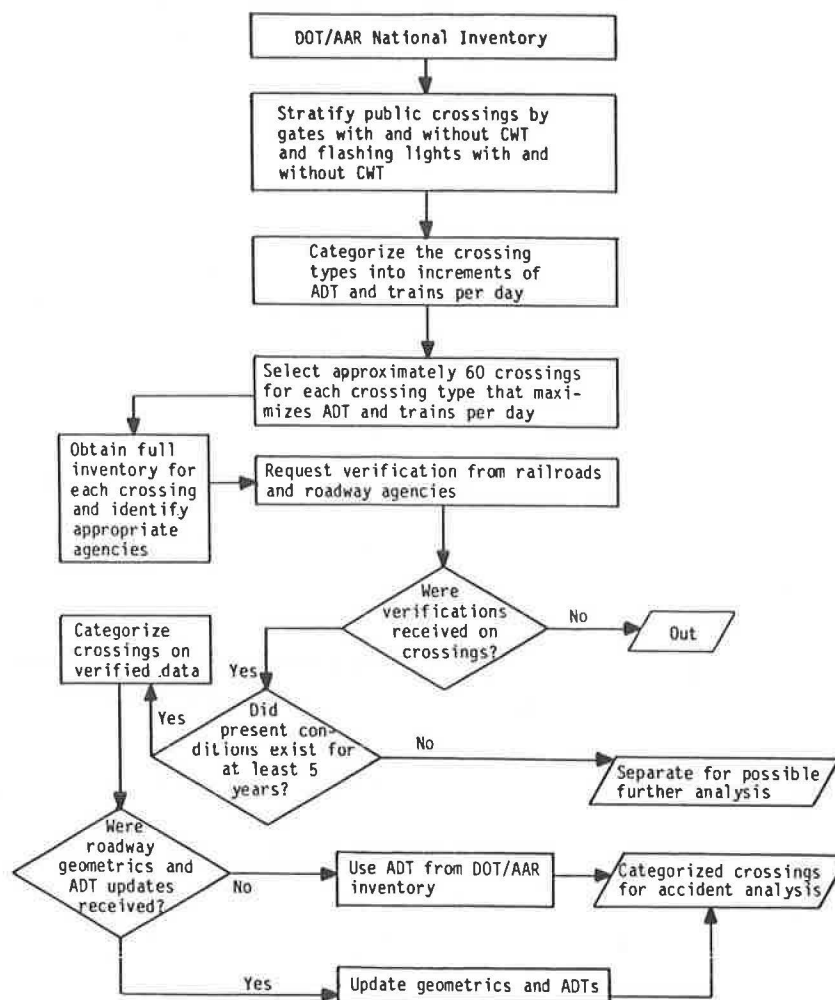 DOT/AAR National Inventory
Stratify public crossings by
gates with and without CWT
and flashing lights with and
without CWT
Categorize the crossing
types into increments of
ADT and trains per day
Select approximately 60 crossings
for each crossing type that maxi-
mizes ADT and trains per day
Obtain full
inventory for
each crossing
and identify
appropriate
agencies
Request verification from railroads
and roadway agencies
Were
verifications
received on
crossings?
No
Out
Yes
Categorize
crossings on
verified data
Yes
Did
present con-
ditions exist for
at least 5
years?
No
Separate for possible
further analysis
Were
roadway
geometrics and
ADT updates
received?
No
Use ADT from DOT/AAR
inventory
Categorized crossings
for accident analysis
Yes
Update geometrics and ADTs